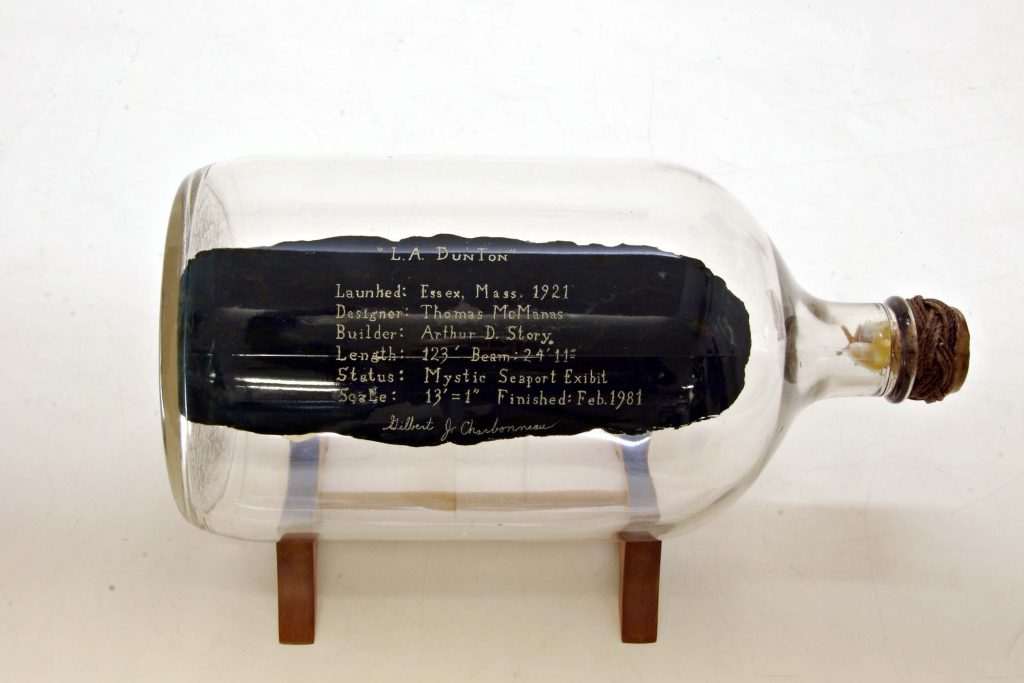 "L.A. DUNTON"
Launhed: Essex, Mass. 1921
Designer: Thomas McManas
Builder: Arthur D. Story.
Length: 123' Beam: 24' 11"
Status: Mystic Seaport Exibit
Scale: 13'=1" Finished: Feb. 1981
Gilbert J. Charbonneau